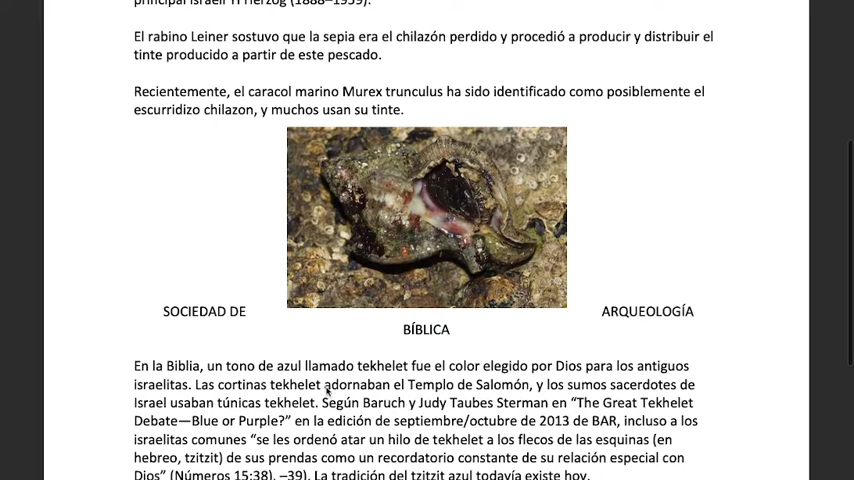 principal israelí YI Herzog (1888–1959).
El rabino Leiner sostuvo que la sepia era el chilazón perdido y procedió a producir y distribuir el
tinte producido a partir de este pescado.
Recientemente, el caracol marino Murex trunculus ha sido identificado como posiblemente el
escurridizo chilazon, y muchos usan su tinte.
SOCIEDAD DE ARQUEOLOGÍA
BÍBLICA
En la Biblia, un tono de azul llamado tekhelet fue el color elegido por Dios para los antiguos
israelitas. Las cortinas tekhelet adornaban el Templo de Salomón, y los sumos sacerdotes de
Israel usaban túnicas tekhelet. Según Baruch y Judy Taubes Sterman en “The Great Tekhelet
Debate—Blue or Purple?” en la edición de septiembre/octubre de 2013 de BAR, incluso a los
israelitas comunes “se les ordenó atar un hilo de tekhelet a los flecos de las esquinas (en
hebreo, tzitzit) de sus prendas como un recordatorio constante de su relación especial con
Dios” (Números 15:38). –39). La tradición del tzitzit azul todavía existe hoy.